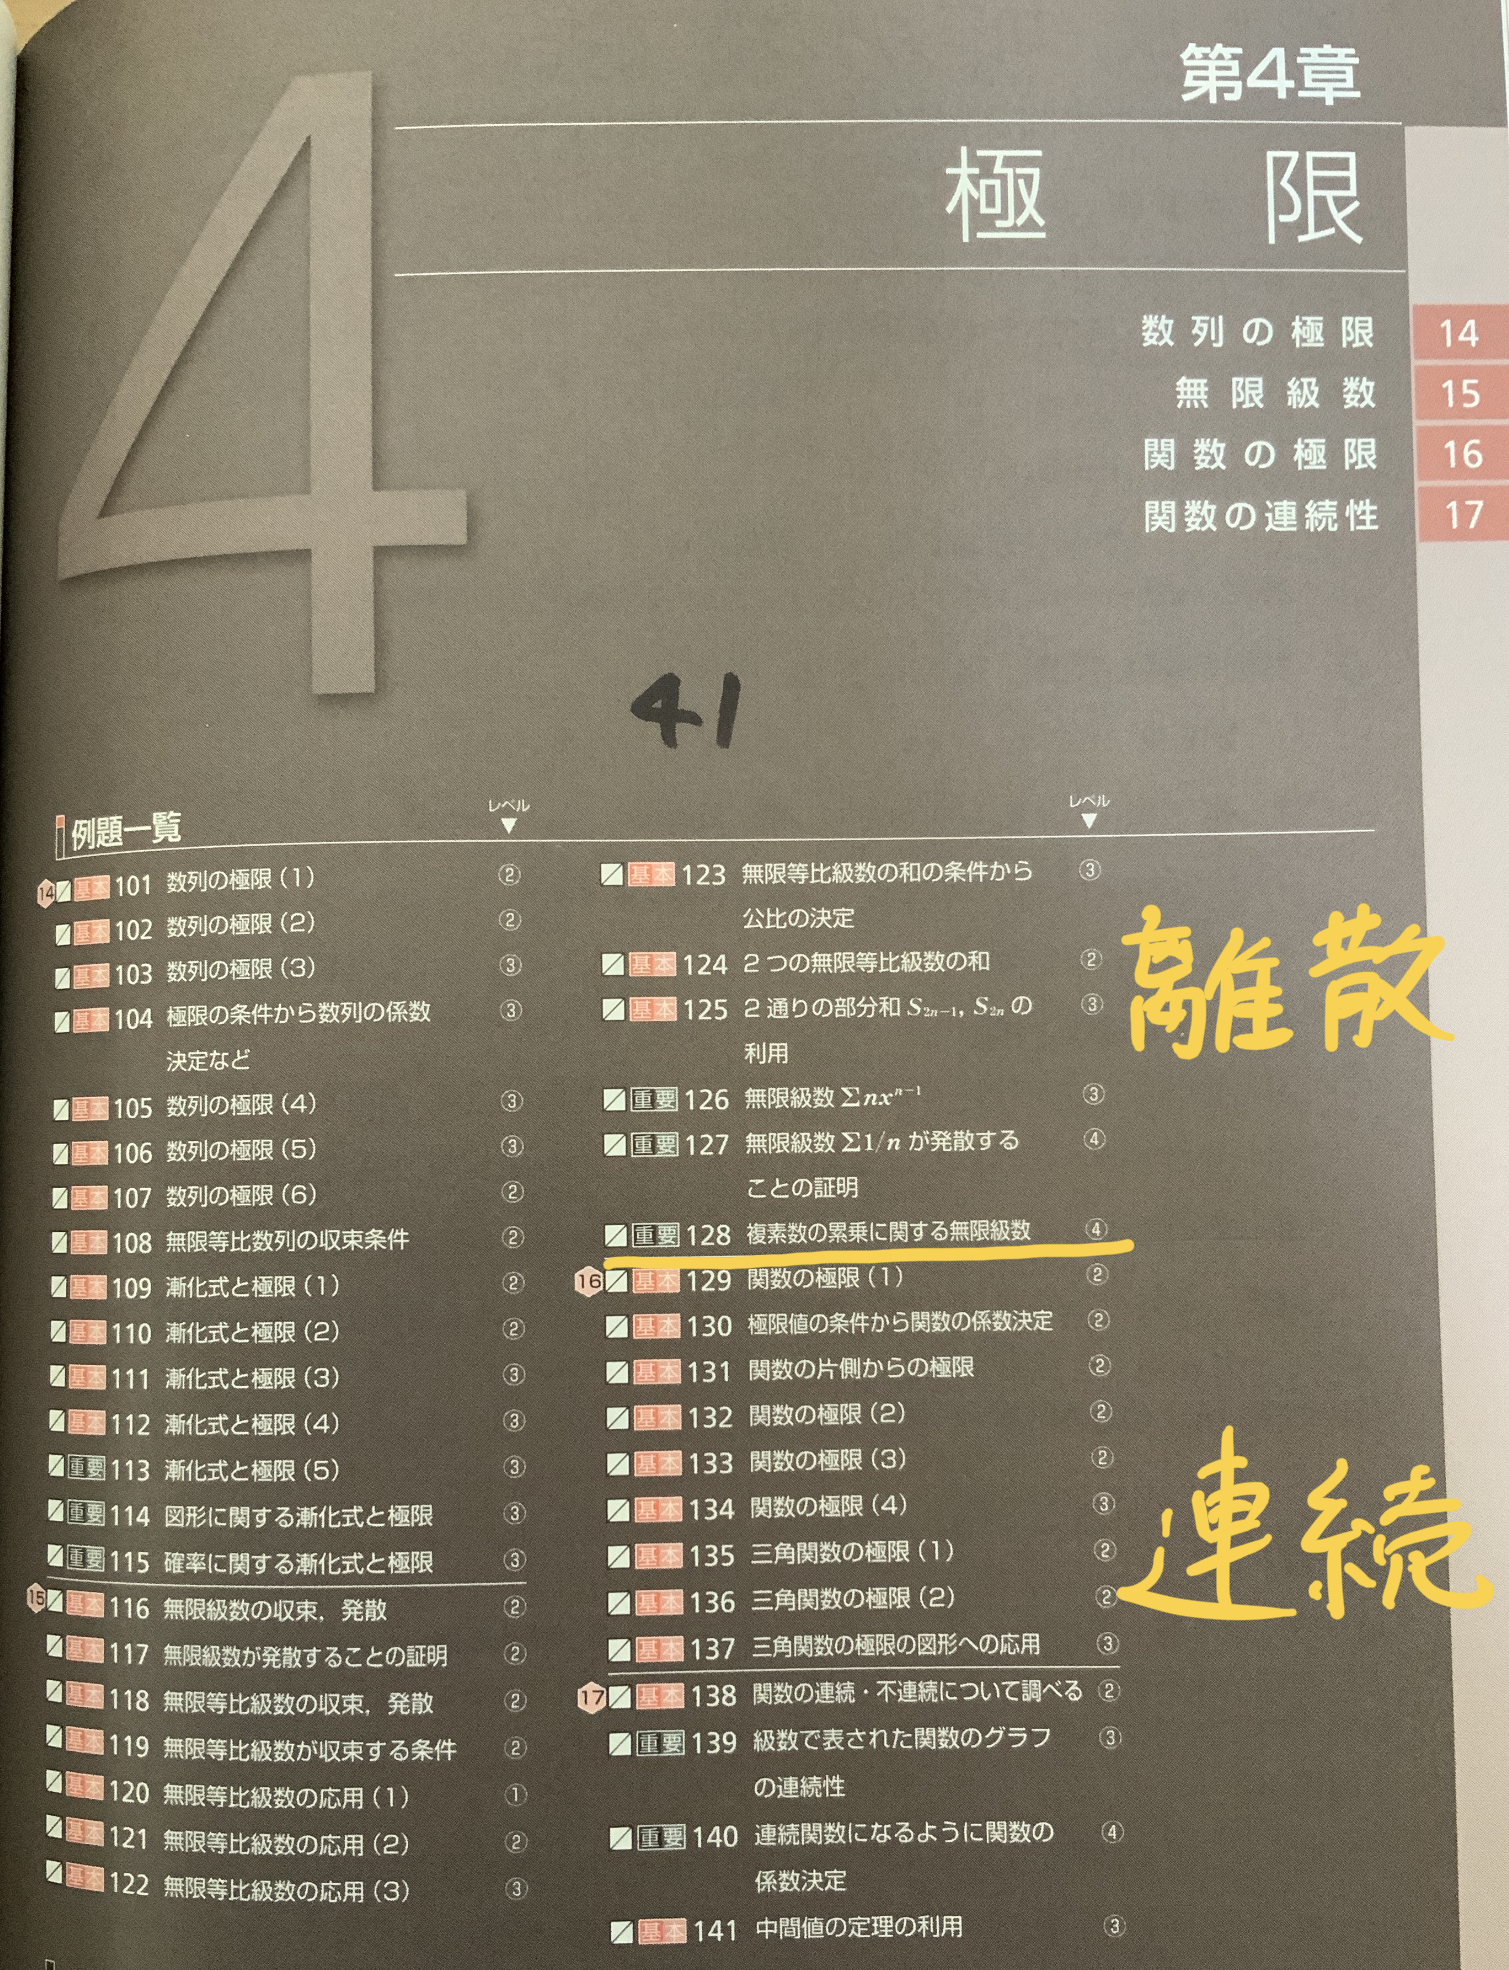 第4章
極限
数列の極限 14
無限級数 15
関数の極限 16
関数の連続性 17
4
41
例題一覧
レベル
▼
14 基本 101 数列の極限(1) ②
基本 102 数列の極限(2) ②
基本 103 数列の極限(3) ③
基本 104 極限の条件から数列の係数 ③
決定など
基本 105 数列の極限(4) ③
基本 106 数列の極限(5) ③
基本 107 数列の極限(6) ②
基本 108 無限等比数列の収束条件 ②
基本 109 漸化式と極限(1) ②
基本 110 漸化式と極限(2) ②
基本 111 漸化式と極限(3) ③
基本 112 漸化式と極限(4) ③
重要 113 漸化式と極限(5) ③
重要 114 図形に関する漸化式と極限 ③
重要 115 確率に関する漸化式と極限 ③
15 基本 116 無限級数の収束，発散 ②
基本 117 無限級数が発散することの証明 ②
基本 118 無限等比級数の収束，発散 ②
基本 119 無限等比級数が収束する条件 ②
基本 120 無限等比級数の応用(1) ①
基本 121 無限等比級数の応用(2) ②
基本 122 無限等比級数の応用(3) ③
レベル
▼
基本 123 無限等比級数の和の条件から ③
公比の決定
基本 124 2つの無限等比級数の和 ②
基本 125 2通りの部分和 S₂ₙ₋₁, S₂ₙ の ③
利用
重要 126 無限級数 Σnxⁿ⁻¹ ③
重要 127 無限級数 Σ1/n が発散する ④
ことの証明
重要 128 複素数の累乗に関する無限級数 ④
16 基本 129 関数の極限(1) ②
基本 130 極限値の条件から関数の係数決定 ②
基本 131 関数の片側からの極限 ②
基本 132 関数の極限(2) ②
基本 133 関数の極限(3) ②
基本 134 関数の極限(4) ③
基本 135 三角関数の極限(1) ②
基本 136 三角関数の極限(2) ②
基本 137 三角関数の極限の図形への応用 ③
17 基本 138 関数の連続・不連続について調べる ②
重要 139 級数で表された関数のグラフ ③
の連続性
重要 140 連続関数になるように関数の ④
係数決定
基本 141 中間値の定理の利用 ③
離散
連続